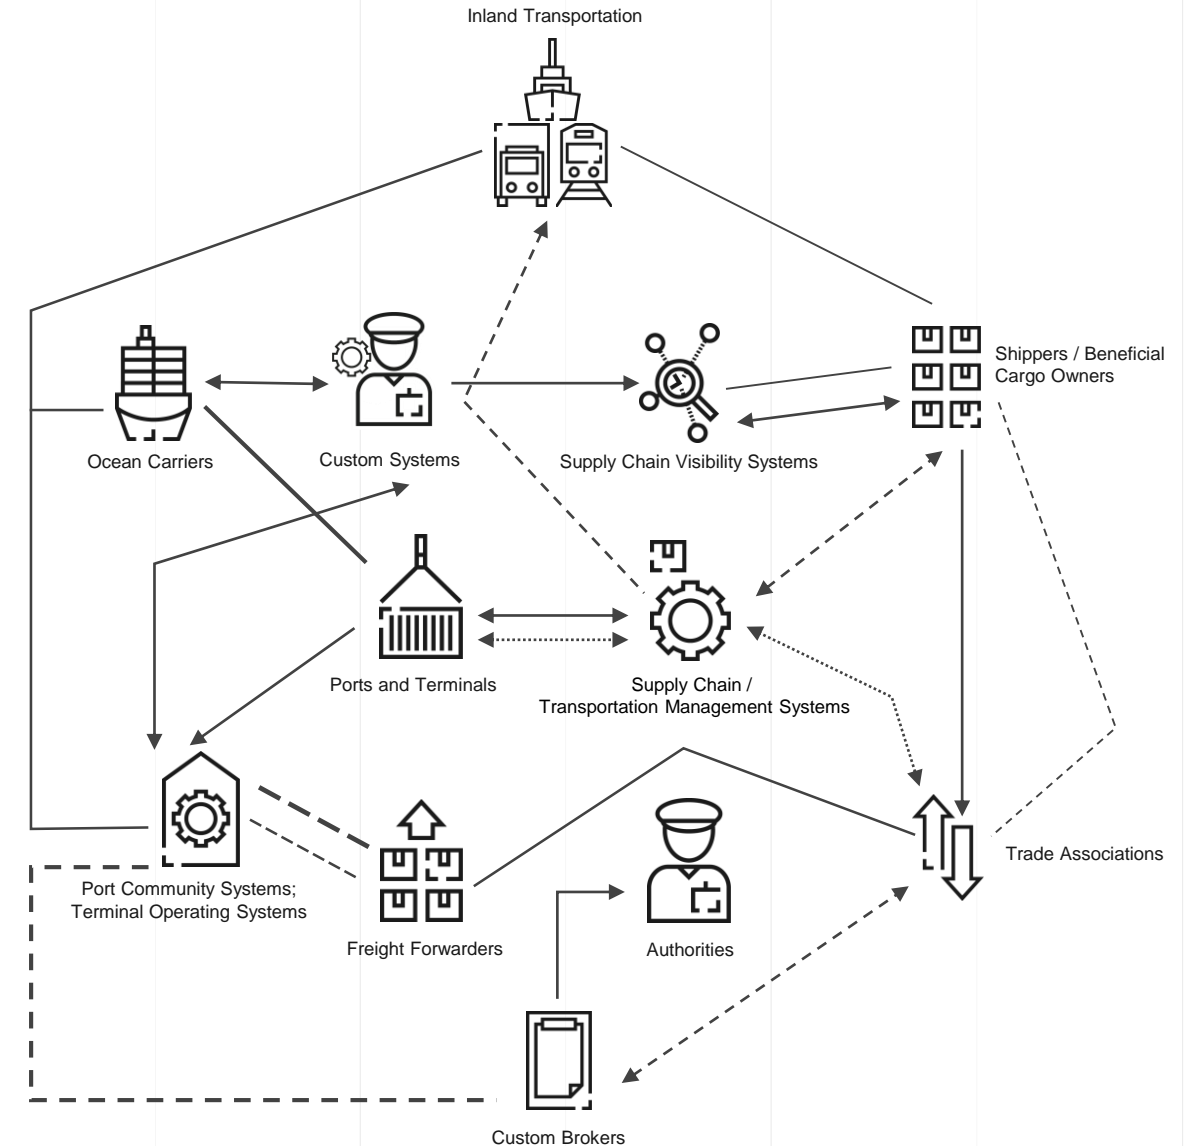 Inland Transportation
Shippers / Beneficial
Cargo Owners
Ocean Carriers
Custom Systems
Supply Chain Visibility Systems
Ports and Terminals
Supply Chain /
Transportation Management Systems
Trade Associations
Port Community Systems;
Terminal Operating Systems
Freight Forwarders
Authorities
Custom Brokers